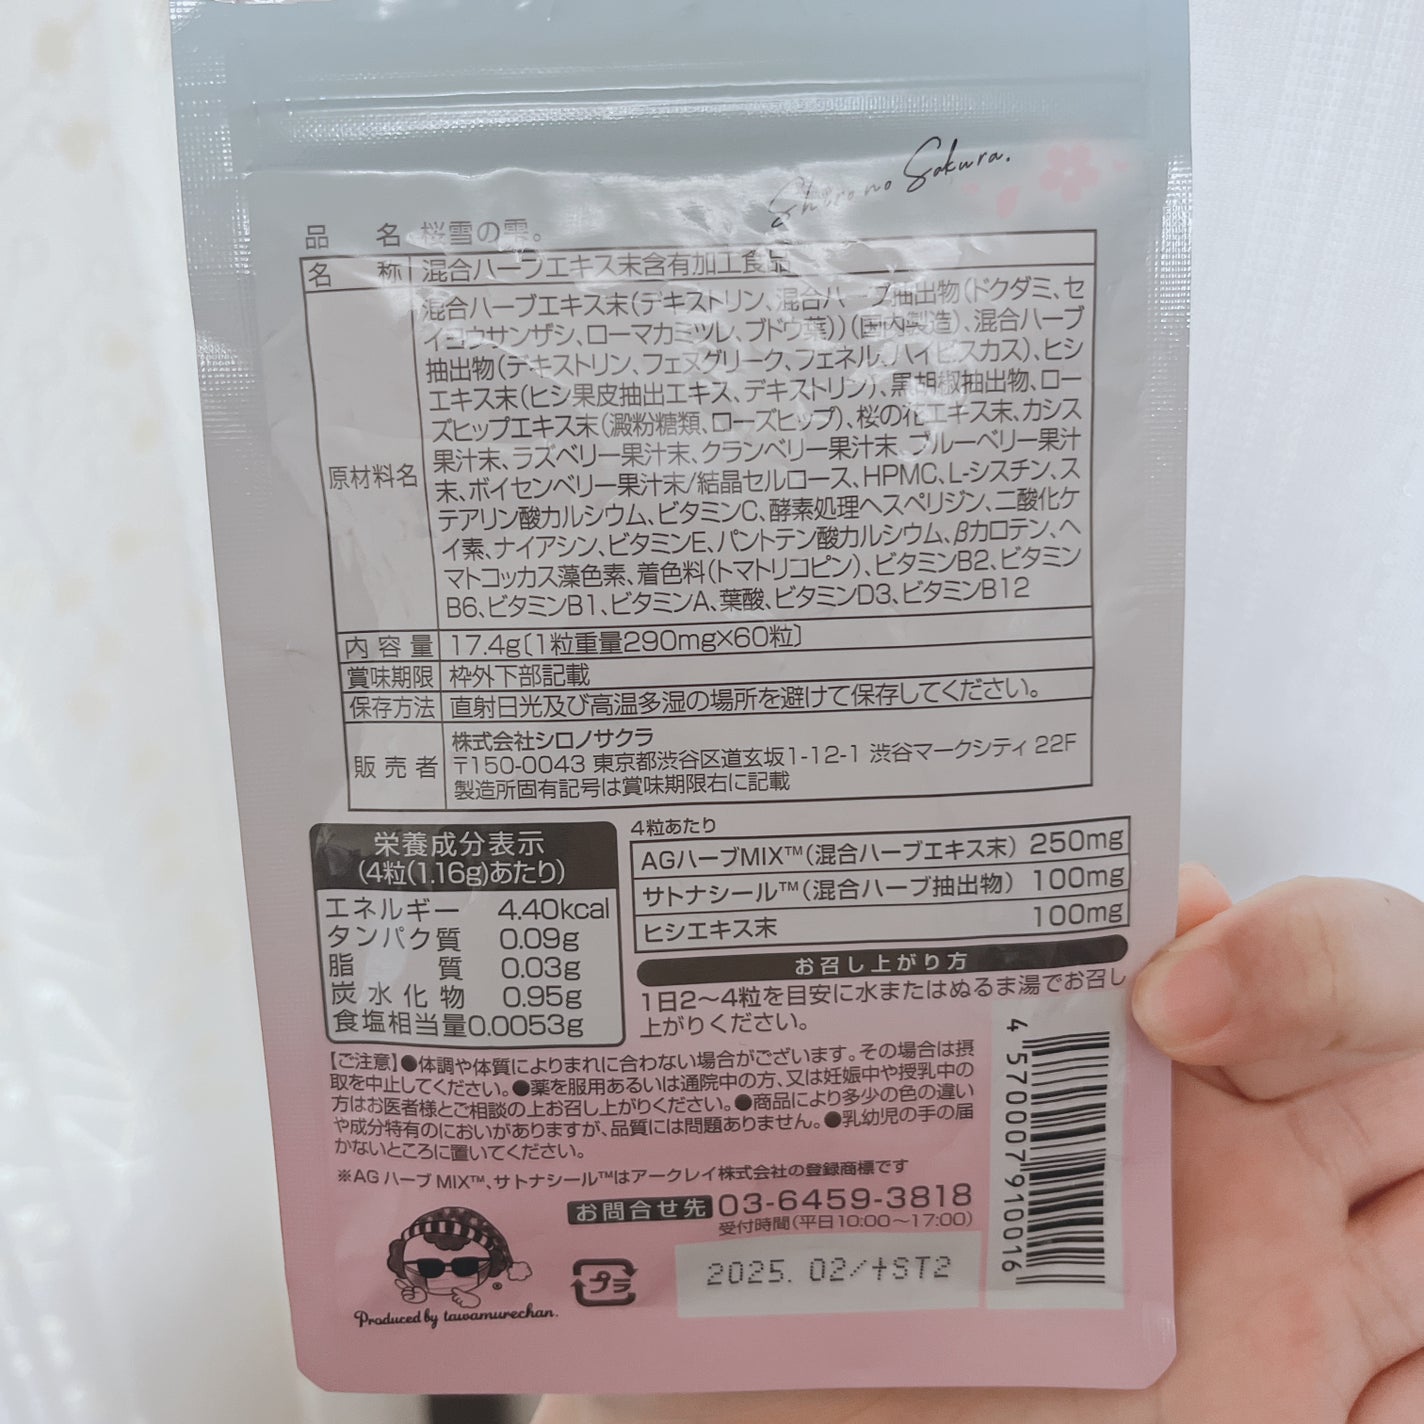 Shiro no Sakura.
品 名 桜雪の雫。
名 称 混合ハーブエキス末含有加工食品
原材料名
混合ハーブエキス末(デキストリン、混合ハーブ抽出物(ドクダミ、セ
イヨウサンザシ、ローマカミツレ、ブドウ葉))(国内製造)、混合ハーブ
抽出物(デキストリン、フェヌグリーク、フェネル、ハイビスカス)、ヒシ
エキス末(ヒシ果皮抽出エキス、デキストリン)、黒胡椒抽出物、ロー
ズヒップエキス末(澱粉糖類、ローズヒップ)、桜の花エキス末、カシス
果汁末、ラズベリー果汁末、クランベリー果汁末、ブルーベリー果汁
末、ボイセンベリー果汁末/結晶セルロース、HPMC、L-シスチン、ス
テアリン酸カルシウム、ビタミンC、酵素処理ヘスペリジン、二酸化ケ
イ素、ナイアシン、ビタミンE、パントテン酸カルシウム、βカロテン、ヘ
マトコッカス藻色素、着色料(トマトリコピン)、ビタミンB2、ビタミン
B6、ビタミンB1、ビタミンA、葉酸、ビタミンD3、ビタミンB12
内容量 17.4g〔1粒重量290mg×60粒〕
賞味期限 枠外下部記載
保存方法 直射日光及び高温多湿の場所を避けて保存してください。
販売者
株式会社シロノサクラ
〒150-0043 東京都渋谷区道玄坂1-12-1 渋谷マークシティ 22F
製造所固有記号は賞味期限右に記載
栄養成分表示
(4粒(1.16g)あたり)
エネルギー 4.40kcal
タンパク質 0.09g
脂質 0.03g
炭水化物 0.95g
食塩相当量 0.0053g
4粒あたり
AGハーブMIX™(混合ハーブエキス末) 250mg
サトナシール™(混合ハーブ抽出物) 100mg
ヒシエキス末 100mg
お召し上がり方
1日2〜4粒を目安に水またはぬるま湯でお召し
上がりください。
【ご注意】●体調や体質によりまれに合わない場合がございます。その場合は摂
取を中止してください。●薬を服用あるいは通院中の方、又は妊娠中や授乳中の
方はお医者様とご相談の上お召し上がりください。●商品により多少の色の違い
や成分特有のにおいがありますが、品質には問題ありません。●乳幼児の手の届
かないところに置いてください。
※AG ハーブ MIX™、サトナシール™はアークレイ株式会社の登録商標です
お問合せ先 03-6459-3818
受付時間(平日10:00〜17:00)
Produced by tawamurechan.
®
プラ
2025. 02/+ST2
4 570007 910016